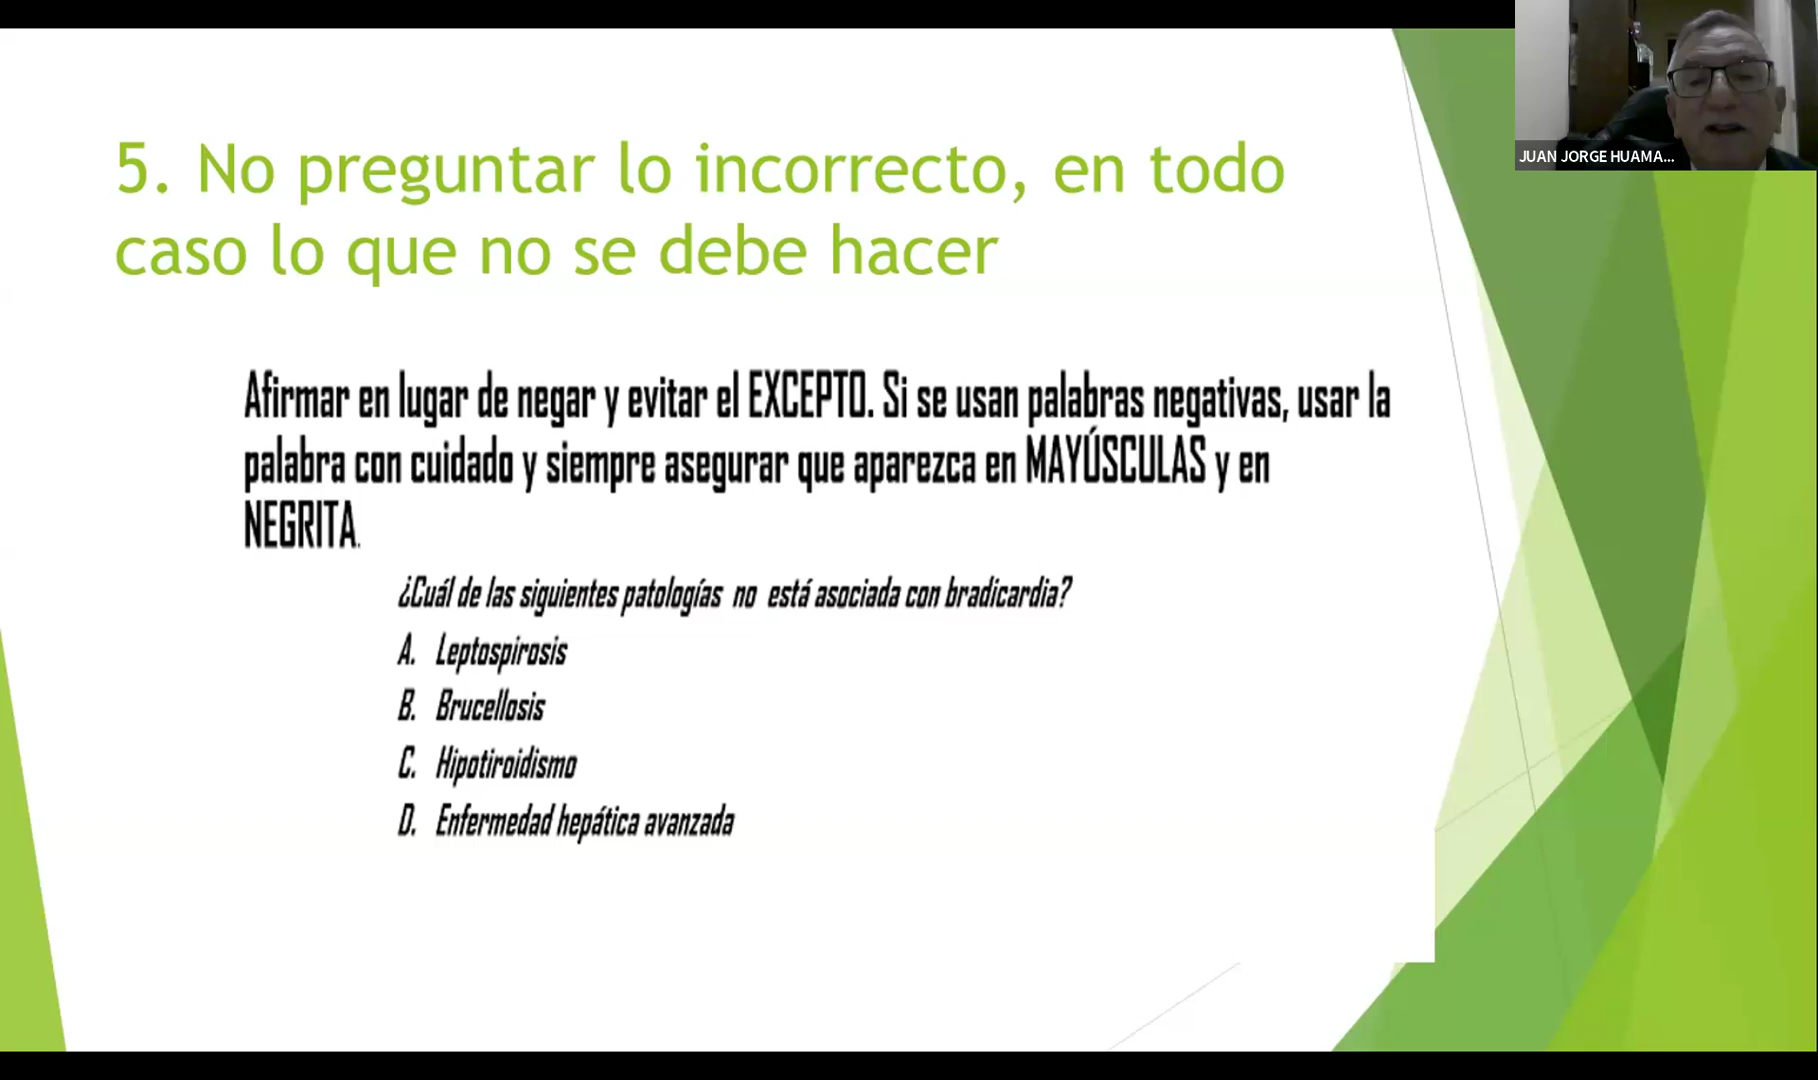 JUAN JORGE HUAMA...
5. No preguntar lo incorrecto, en todo
caso lo que no se debe hacer
Afirmar en lugar de negar y evitar el EXCEPTO. Si se usan palabras negativas, usar la
palabra con cuidado y siempre asegurar que aparezca en MAYÚSCULAS y en
NEGRITA.
¿Cuál de las siguientes patologías no está asociada con bradicardia?
A. Leptospirosis
B. Brucellosis
C. Hipotiroidismo
D. Enfermedad hepática avanzada